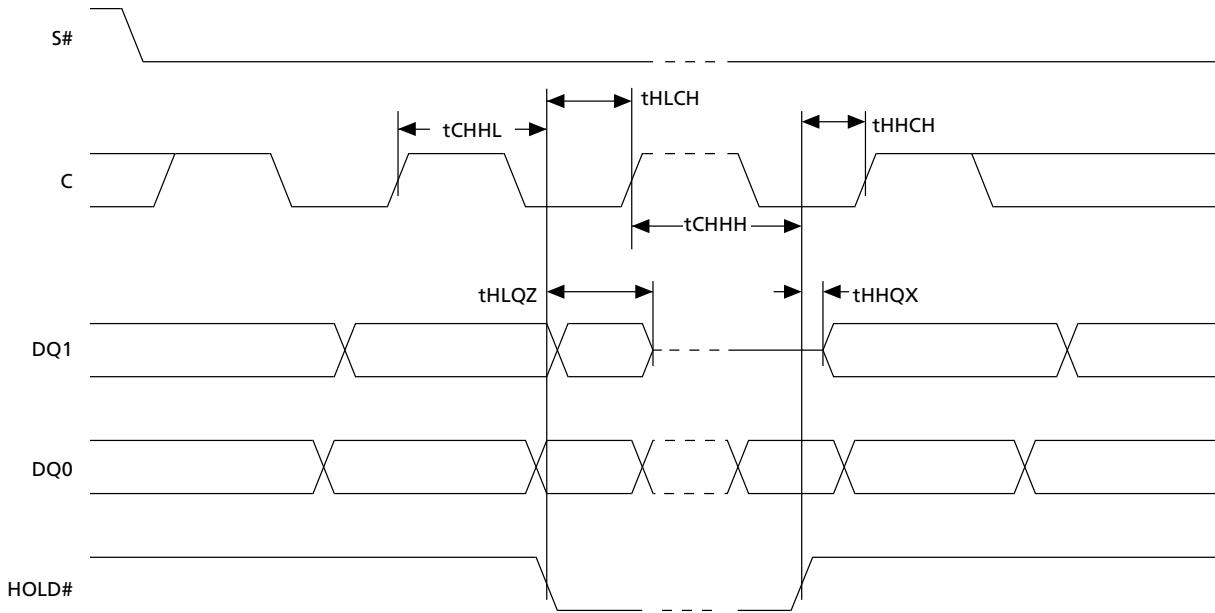 S#
tHLCH
tCHHL
tHHCH
C
tCHHH
tHLQZ
tHHQX
DQ1
DQ0
HOLD#